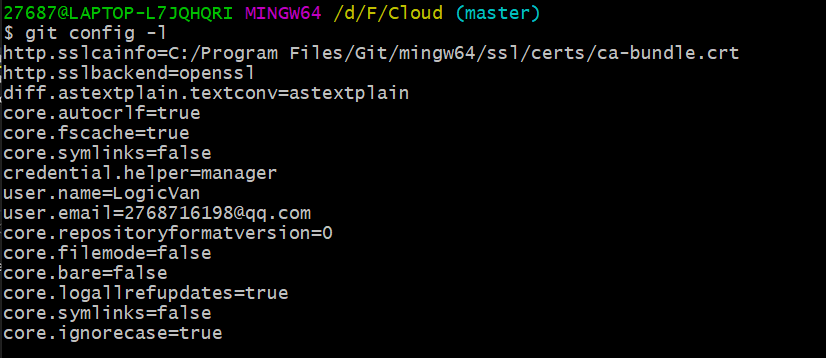 27687@LAPTOP-L7JQHQRI MINGW64 /d/F/Cloud (master)
$ git config -l
http.sslcainfo=C:/Program Files/Git/mingw64/ssl/certs/ca-bundle.crt
http.sslbackend=openssl
diff.astextplain.textconv=astextplain
core.autocrlf=true
core.fscache=true
core.symlinks=false
credential.helper=manager
user.name=LogicVan
user.email=2768716198@qq.com
core.repositoryformatversion=0
core.filemode=false
core.bare=false
core.logallrefupdates=true
core.symlinks=false
core.ignorecase=true